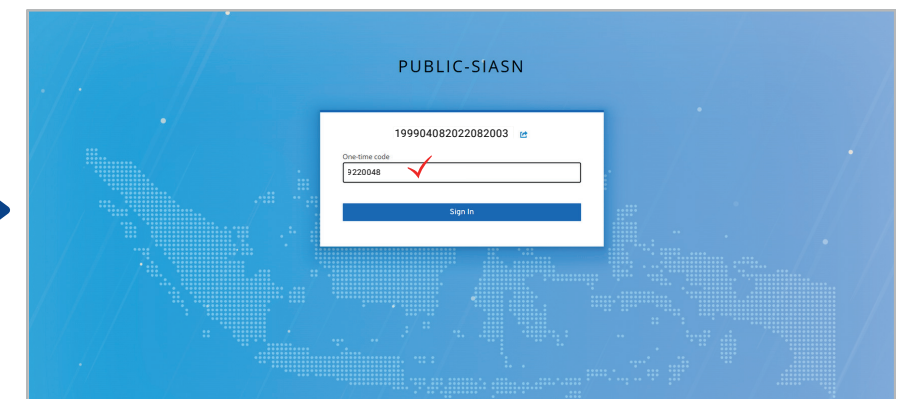 PUBLIC-SIASN
199904082022082003
One-time code
9220048
Sign In